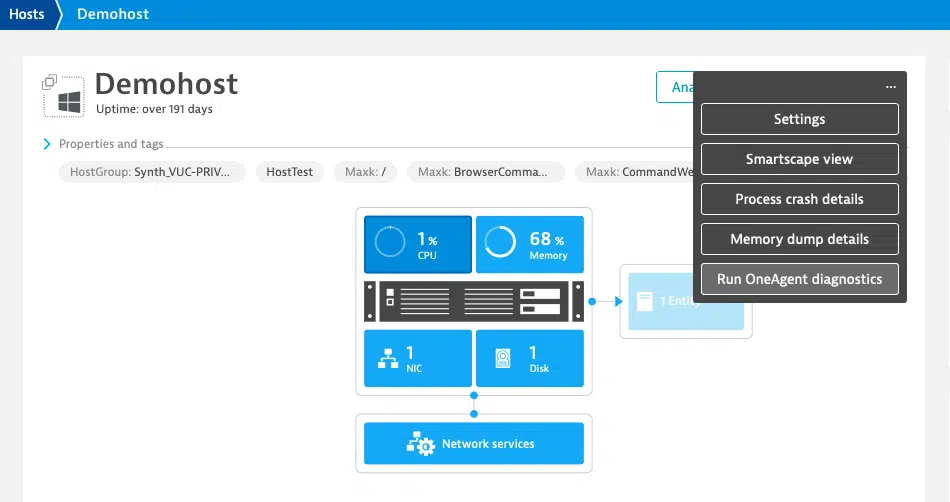 Hosts
Demohost
Demohost
Uptime: over 191 days
Ana
...
Settings
Smartscape view
Process crash details
Memory dump details
Run OneAgent diagnostics
Properties and tags
HostGroup: Synth_VUC-PRIV...
HostTest
Maxk: /
Maxk: BrowserComma...
Maxk: CommandWe
1 %
CPU
68 %
Memory
1 Entity
1
NIC
1
Disk
Network services